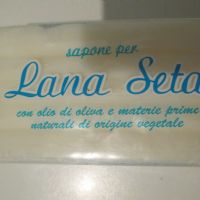 sapone per
Lana Seta
con olio di oliva e materie prime
naturali di origine vegetale